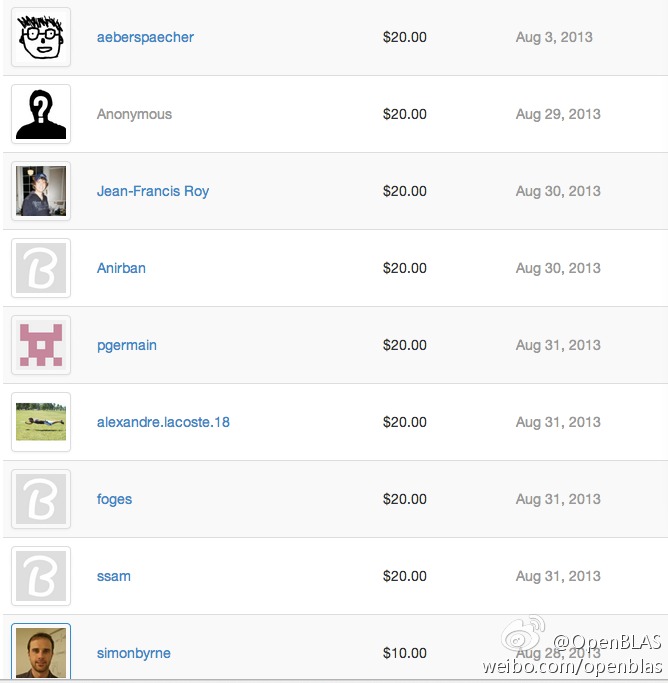 aeberspaecher $20.00 Aug 3, 2013
Anonymous $20.00 Aug 29, 2013
Jean-Francis Roy $20.00 Aug 30, 2013
Anirban $20.00 Aug 30, 2013
pgermain $20.00 Aug 31, 2013
alexandre.lacoste.18 $20.00 Aug 31, 2013
foges $20.00 Aug 31, 2013
ssam $20.00 Aug 31, 2013
simonbyrne $10.00 Aug 28, 2013
@OpenBLAS
weibo.com/openblas